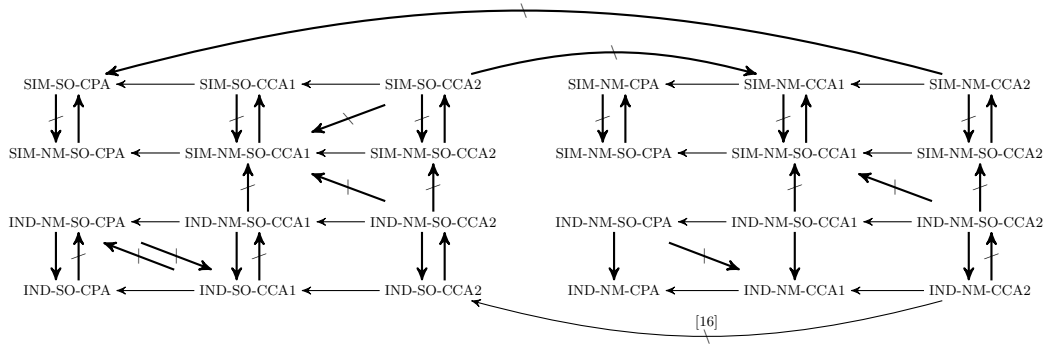 SIM-SO-CPA SIM-SO-CCA1 SIM-SO-CCA2 SIM-NM-CPA SIM-NM-CCA1 SIM-NM-CCA2
SIM-NM-SO-CPA SIM-NM-SO-CCA1 SIM-NM-SO-CCA2 SIM-NM-SO-CPA SIM-NM-SO-CCA1 SIM-NM-SO-CCA2
IND-NM-SO-CPA IND-NM-SO-CCA1 IND-NM-SO-CCA2 IND-NM-SO-CPA IND-NM-SO-CCA1 IND-NM-SO-CCA2
IND-SO-CPA IND-SO-CCA1 IND-SO-CCA2 IND-NM-CPA IND-NM-CCA1 IND-NM-CCA2
[16]